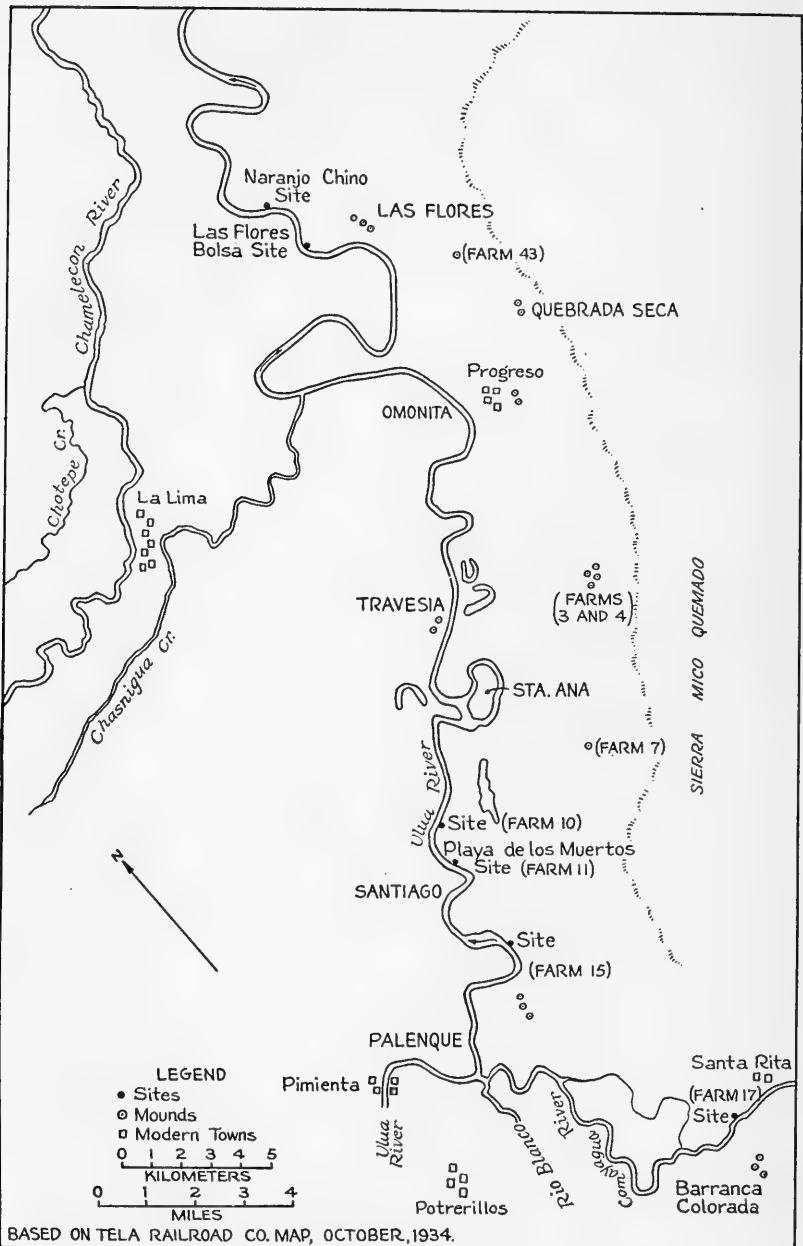 Naranjo Chino
Site
LAS FLORES
Las Flores
Bolsa Site
(FARM 43)
Chamelecon River
QUEBRADA SECA
Progreso
OMONITA
Chotepe Cr.
La Lima
TRAVESIA
(FARMS
3 AND 4)
SIERRA MICO QUEMADO
Chasnigua Cr.
STA. ANA
(FARM 7)
Ulua River
Site (FARM 10)
Playa de los Muertos
Site (FARM 11)
N
SANTIAGO
Site
(FARM 15)
PALENQUE
LEGEND
Sites
Mounds
Modern Towns
0 1 2 3 4 5
KILOMETERS
0 1 2 3 4
MILES
Pimienta
Ulua
River
Santa Rita
(FARM 17)
Site
Rio Blanco
Comayagua River
Potrerillos
Barranca
Colorada
BASED ON TELA RAILROAD CO. MAP, OCTOBER, 1934.